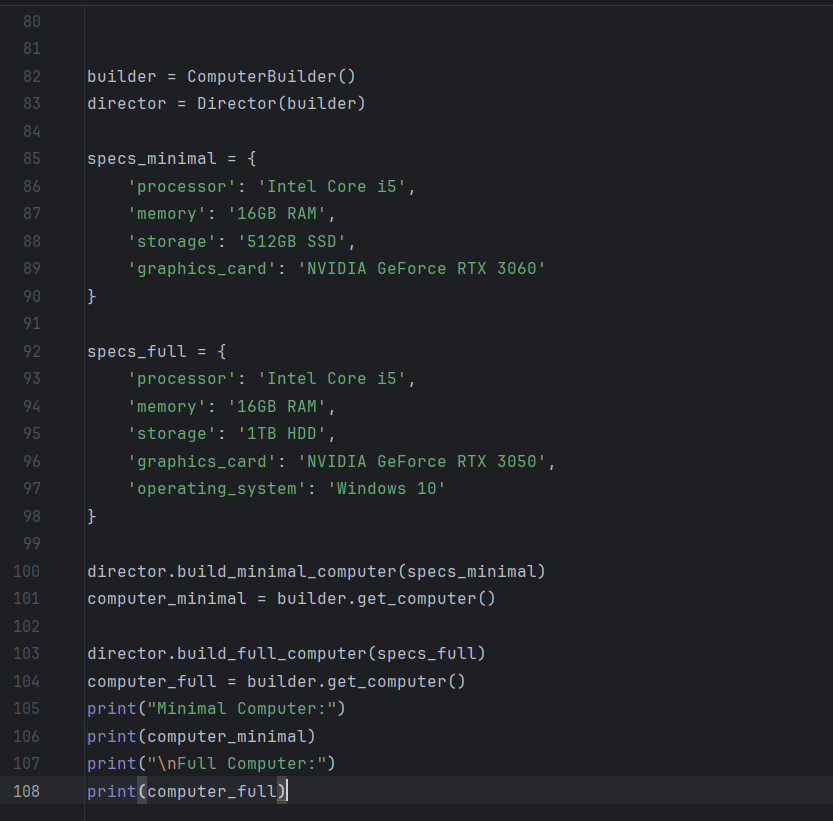 80
81
82 builder = ComputerBuilder()
83 director = Director(builder)
84
85 specs_minimal = {
86     'processor': 'Intel Core i5',
87     'memory': '16GB RAM',
88     'storage': '512GB SSD',
89     'graphics_card': 'NVIDIA GeForce RTX 3060'
90 }
91
92 specs_full = {
93     'processor': 'Intel Core i5',
94     'memory': '16GB RAM',
95     'storage': '1TB HDD',
96     'graphics_card': 'NVIDIA GeForce RTX 3050',
97     'operating_system': 'Windows 10'
98 }
99
100 director.build_minimal_computer(specs_minimal)
101 computer_minimal = builder.get_computer()
102
103 director.build_full_computer(specs_full)
104 computer_full = builder.get_computer()
105 print("Minimal Computer:")
106 print(computer_minimal)
107 print("\nFull Computer:")
108 print(computer_full)